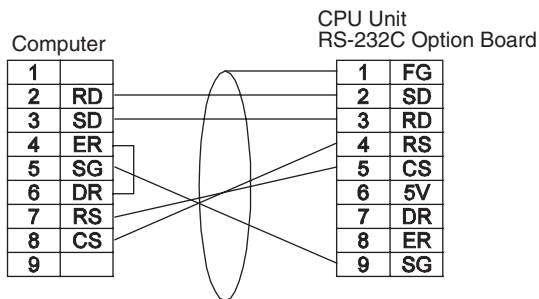 CPU Unit
RS-232C Option Board
Computer
1
2 RD
3 SD
4 ER
5 SG
6 DR
7 RS
8 CS
9
1 FG
2 SD
3 RD
4 RS
5 CS
6 5V
7 DR
8 ER
9 SG